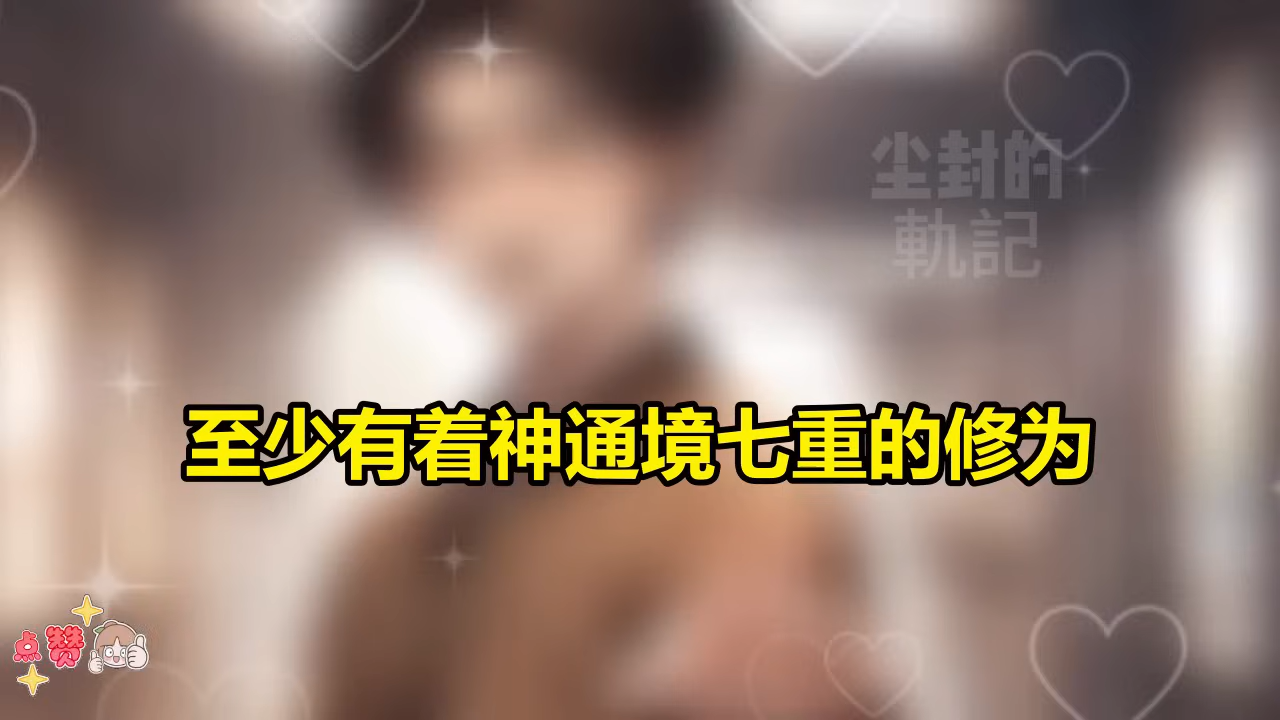 尘封的
軌記
至少有着神通境七重的修为
点赞